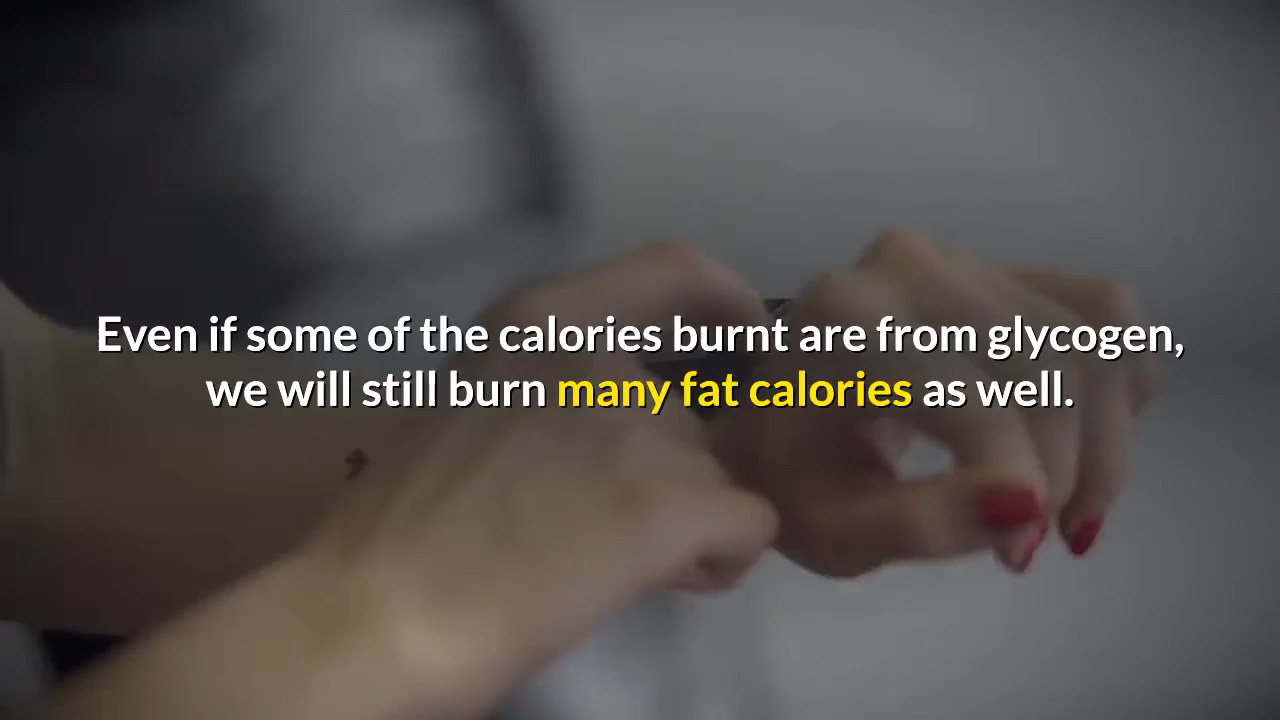 Even if some of the calories burnt are from glycogen,
we will still burn many fat calories as well.